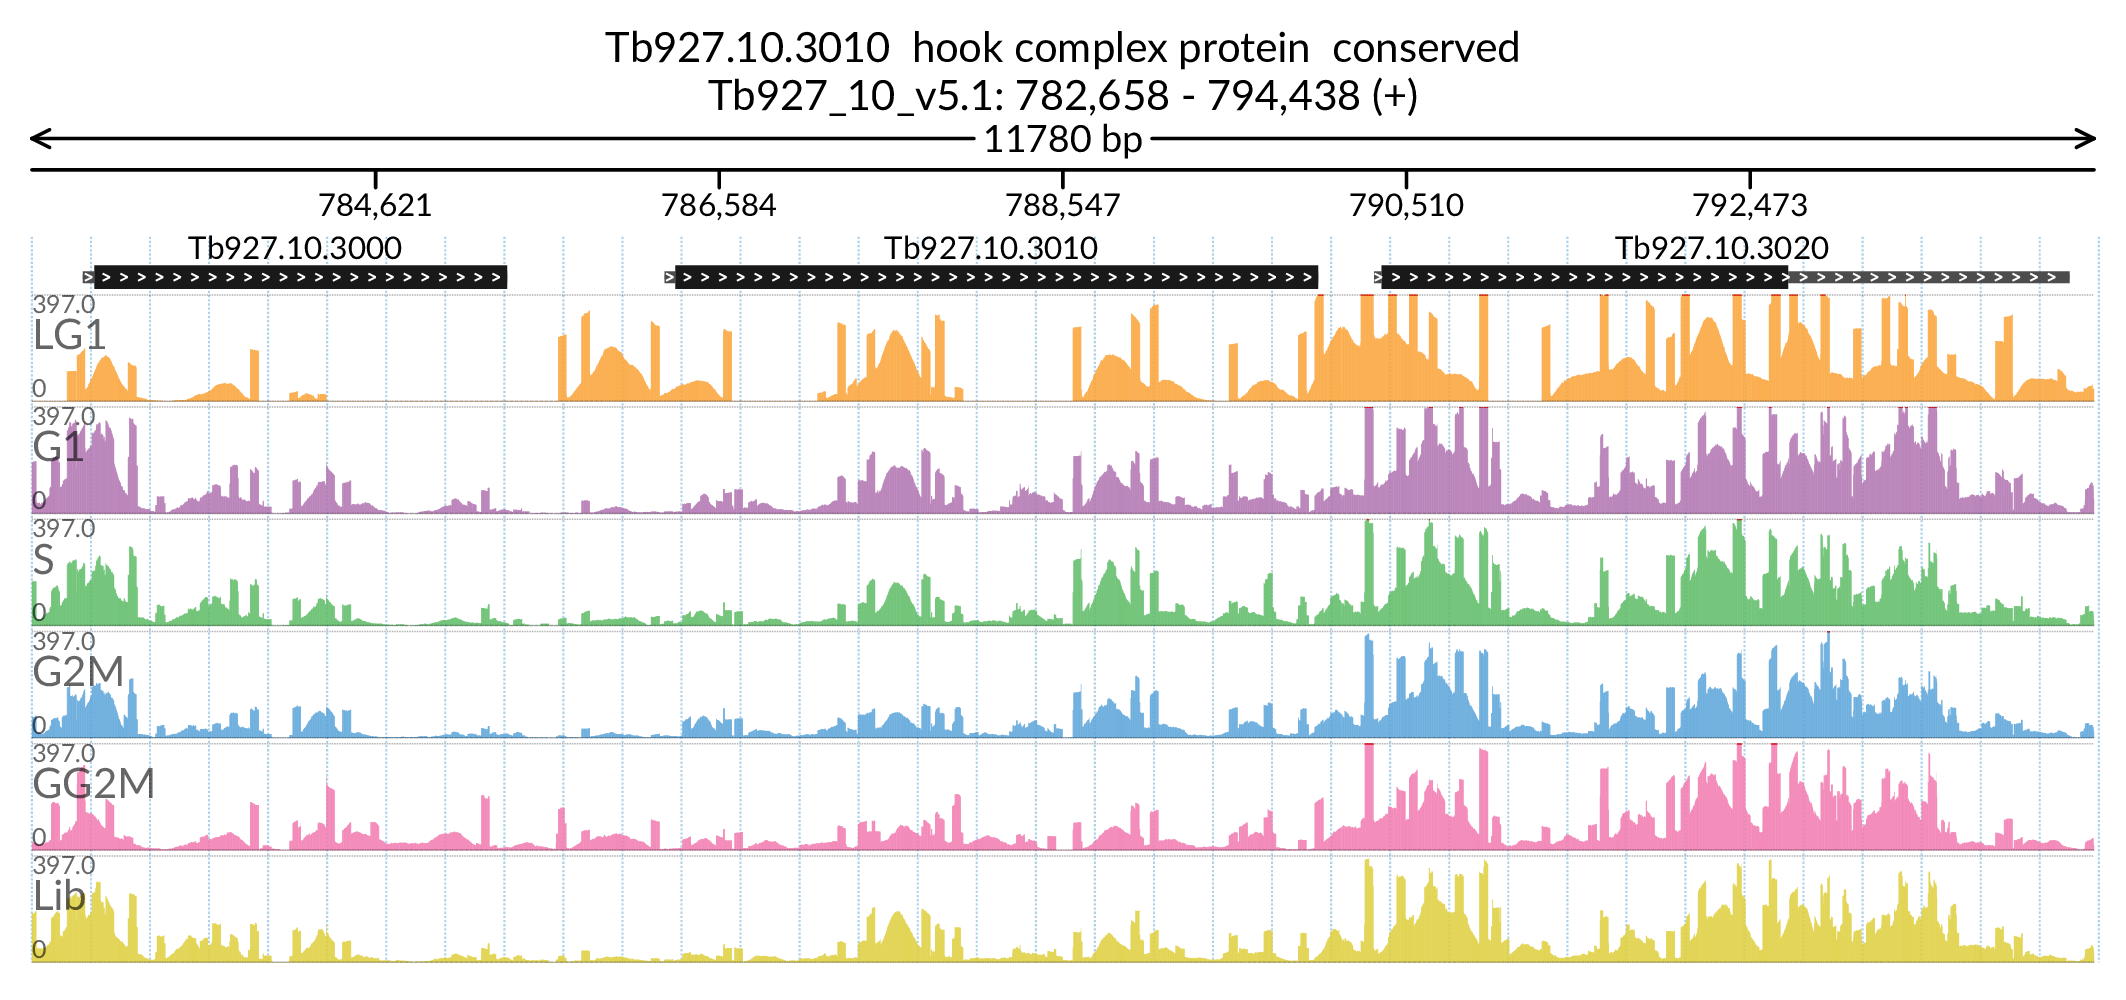 Tb927.10.3010 hook complex protein conserved
Tb927_10_v5.1: 782,658 - 794,438 (+)
11780 bp
784,621 786,584 788,547 790,510 792,473
Tb927.10.3000 Tb927.10.3010 Tb927.10.3020
397.0
LG1
0
397.0
G1
0
397.0
S
0
397.0
G2M
0
397.0
GG2M
0
397.0
Lib
0